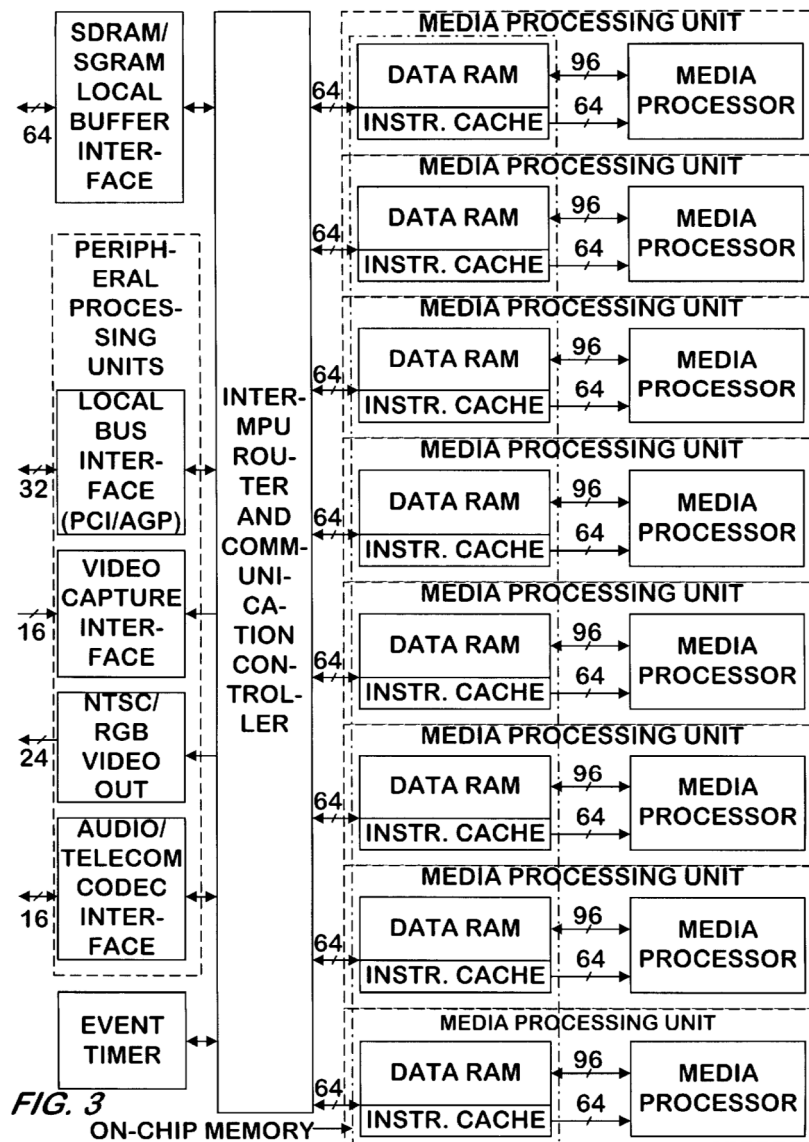 SDRAM/
SGRAM
LOCAL
BUFFER
INTER-
FACE
64
PERIPH-
ERAL
PROCES-
SING
UNITS
LOCAL
BUS
INTER-
FACE
(PCI/AGP)
32
VIDEO
CAPTURE
INTER-
FACE
16
NTSC/
RGB
VIDEO
OUT
24
AUDIO/
TELECOM
CODEC
INTER-
FACE
16
EVENT
TIMER
INTER-
MPU
ROU-
TER
AND
COMM-
UNI-
CA-
TION
CON-
TROL-
LER
MEDIA PROCESSING UNIT
64
DATA RAM
INSTR. CACHE
96
64
MEDIA
PROCESSOR
MEDIA PROCESSING UNIT
64
DATA RAM
INSTR. CACHE
96
64
MEDIA
PROCESSOR
MEDIA PROCESSING UNIT
64
DATA RAM
INSTR. CACHE
96
64
MEDIA
PROCESSOR
MEDIA PROCESSING UNIT
64
DATA RAM
INSTR. CACHE
96
64
MEDIA
PROCESSOR
MEDIA PROCESSING UNIT
64
DATA RAM
INSTR. CACHE
96
64
MEDIA
PROCESSOR
MEDIA PROCESSING UNIT
64
DATA RAM
INSTR. CACHE
96
64
MEDIA
PROCESSOR
MEDIA PROCESSING UNIT
64
DATA RAM
INSTR. CACHE
96
64
MEDIA
PROCESSOR
MEDIA PROCESSING UNIT
64
DATA RAM
INSTR. CACHE
96
64
MEDIA
PROCESSOR
FIG. 3
ON-CHIP MEMORY